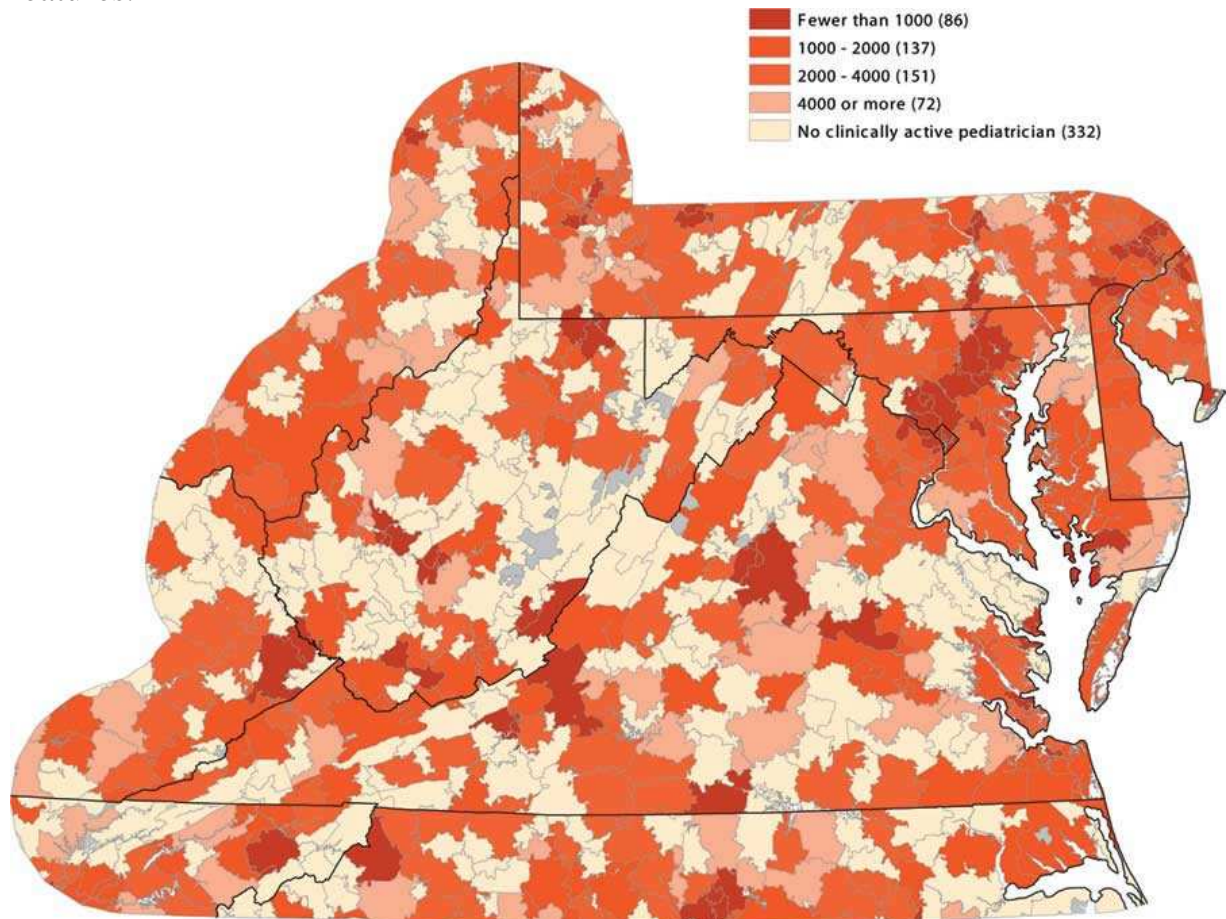 Fewer than 1000 (86)
1000 - 2000 (137)
2000 - 4000 (151)
4000 or more (72)
No clinically active pediatrician (332)